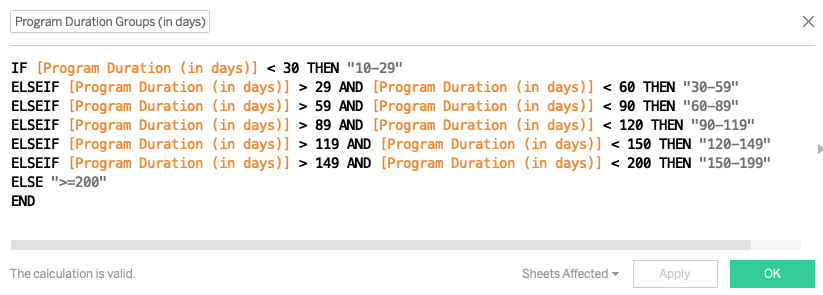 Program Duration Groups (in days)
IF [Program Duration (in days)] < 30 THEN "10-29"
ELSEIF [Program Duration (in days)] > 29 AND [Program Duration (in days)] < 60 THEN "30-59"
ELSEIF [Program Duration (in days)] > 59 AND [Program Duration (in days)] < 90 THEN "60-89"
ELSEIF [Program Duration (in days)] > 89 AND [Program Duration (in days)] < 120 THEN "90-119"
ELSEIF [Program Duration (in days)] > 119 AND [Program Duration (in days)] < 150 THEN "120-149"
ELSEIF [Program Duration (in days)] > 149 AND [Program Duration (in days)] < 200 THEN "150-199"
ELSE ">=200"
END
The calculation is valid.
Sheets Affected
Apply
OK